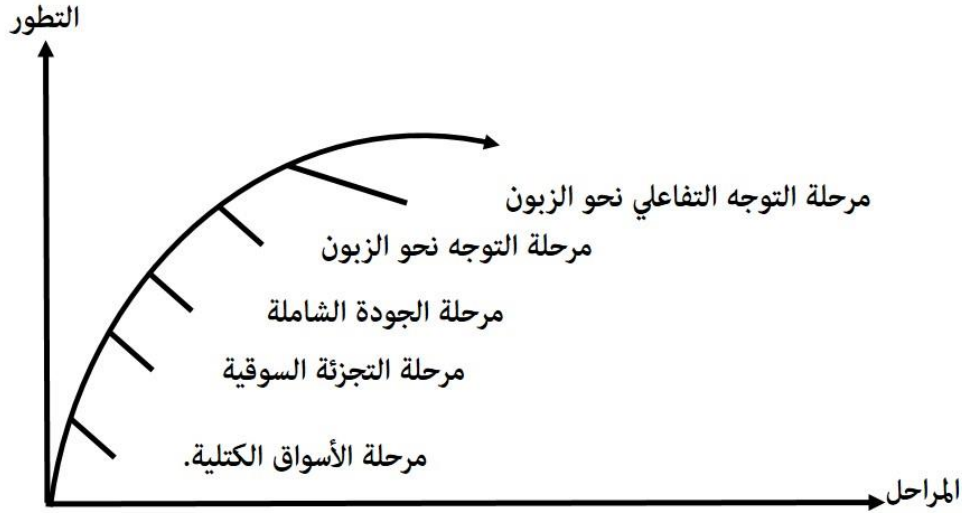 التطور
مرحلة التوجه التفاعلي نحو الزبون
مرحلة التوجه نحو الزبون
مرحلة الجودة الشاملة
مرحلة التجزئة السوقية
مرحلة الأسواق الكتلية.
المراحل